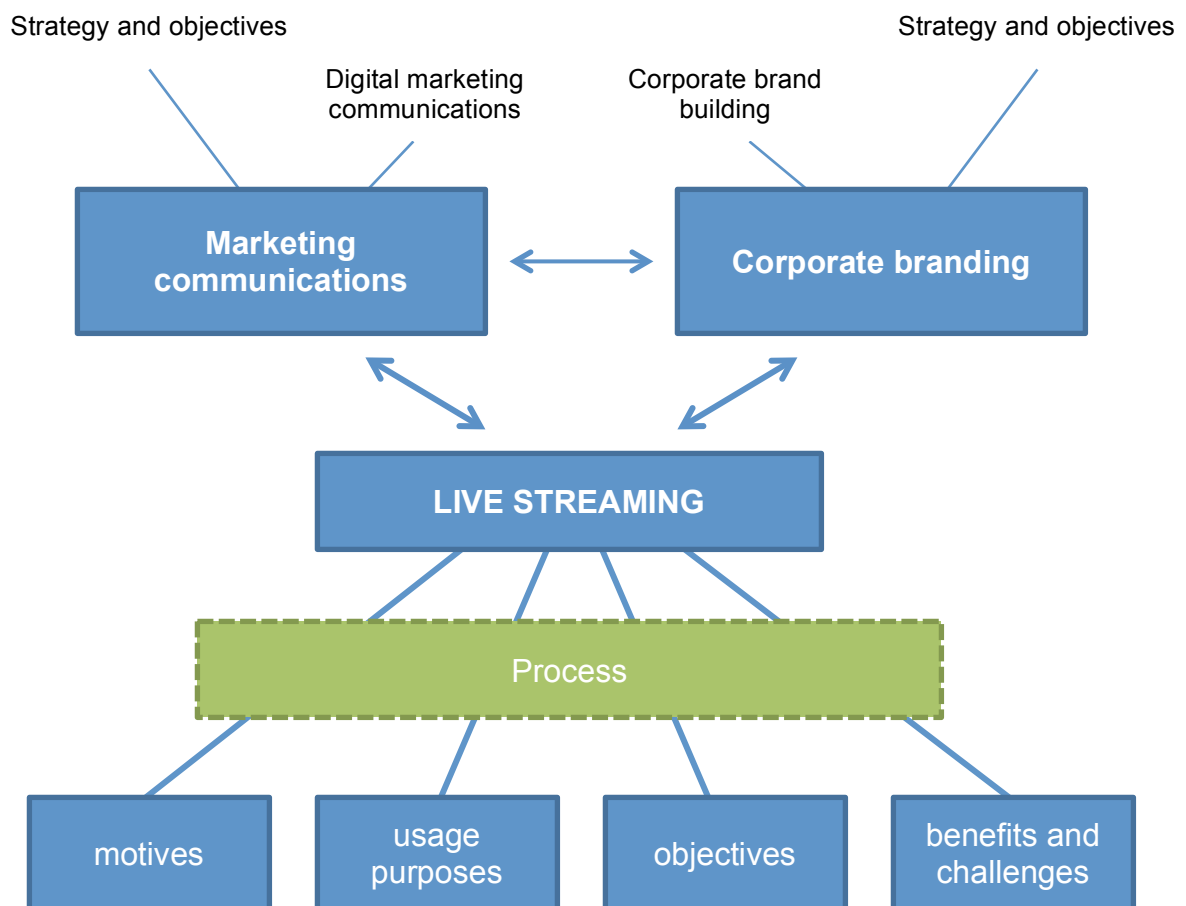 Strategy and objectives
Strategy and objectives
Digital marketing
communications
Corporate brand
building
Marketing
communications
Corporate branding
LIVE STREAMING
Process
motives
usage
purposes
objectives
benefits and
challenges